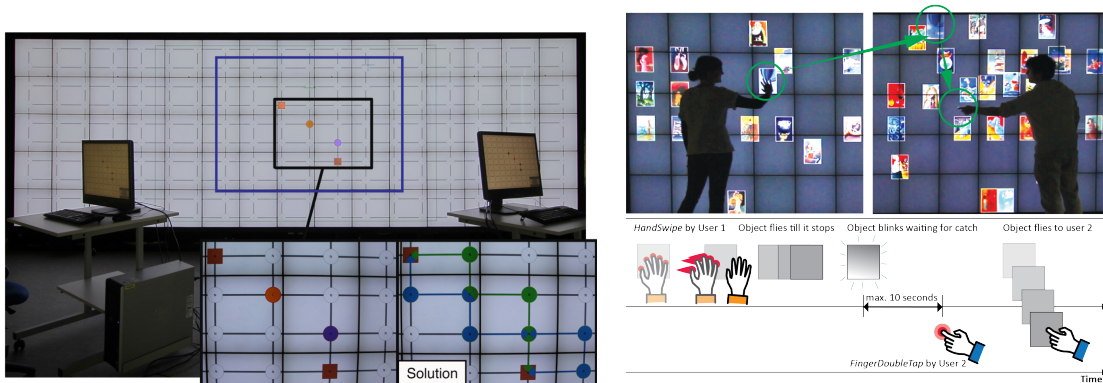 Solution
HandSwipe by User 1
Object flies till it stops
Object blinks waiting for catch
Object flies to user 2
max. 10 seconds
FingerDoubleTap by User 2
Time